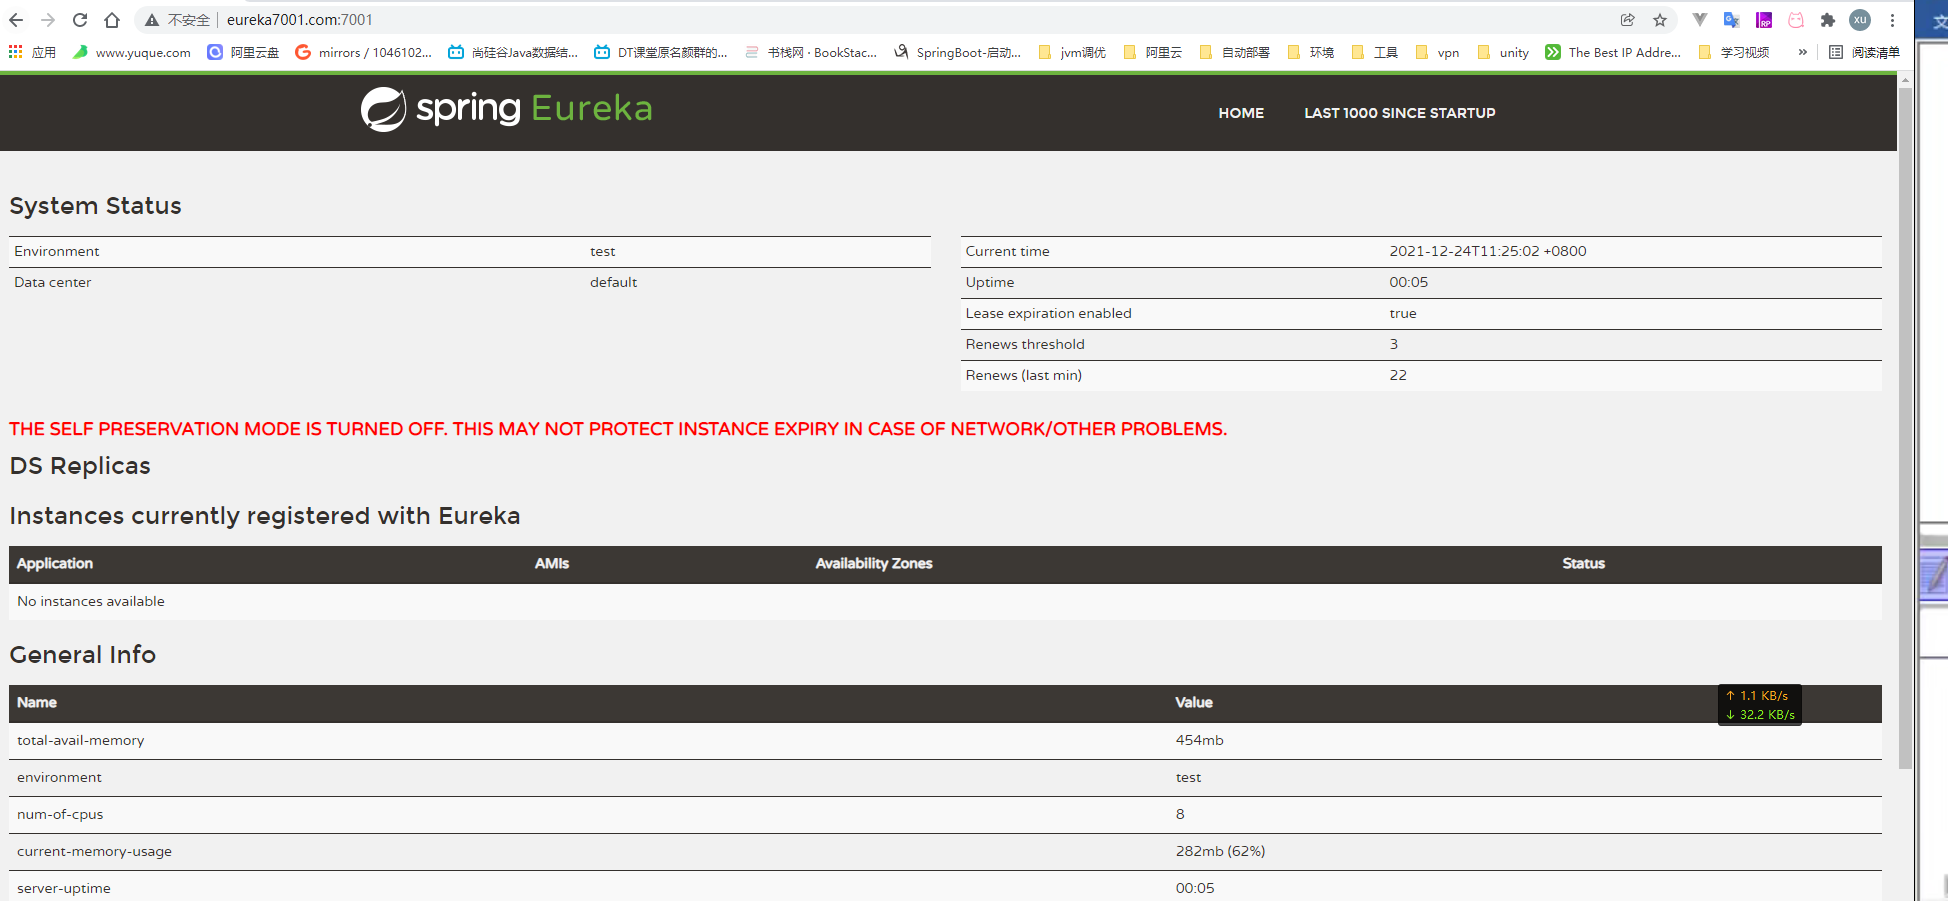 不安全 eureka7001.com:7001
应用 www.yuque.com 阿里云盘 mirrors / 1046102... 尚硅谷Java数据结... DT课堂原名颜群的... 书栈网 · BookStac... SpringBoot-启动... jvm调优 阿里云 自动部署 环境 工具 vpn unity The Best IP Addre... 学习视频 » 阅读清单
spring Eureka HOME LAST 1000 SINCE STARTUP
System Status
Environment test
Data center default
Current time 2021-12-24T11:25:02 +0800
Uptime 00:05
Lease expiration enabled true
Renews threshold 3
Renews (last min) 22
THE SELF PRESERVATION MODE IS TURNED OFF. THIS MAY NOT PROTECT INSTANCE EXPIRY IN CASE OF NETWORK/OTHER PROBLEMS.
DS Replicas
Instances currently registered with Eureka
Application AMIs Availability Zones Status
No instances available
General Info
Name Value
↑ 1.1 KB/s
↓ 32.2 KB/s
total-avail-memory 454mb
environment test
num-of-cpus 8
current-memory-usage 282mb (62%)
server-uptime 00:05